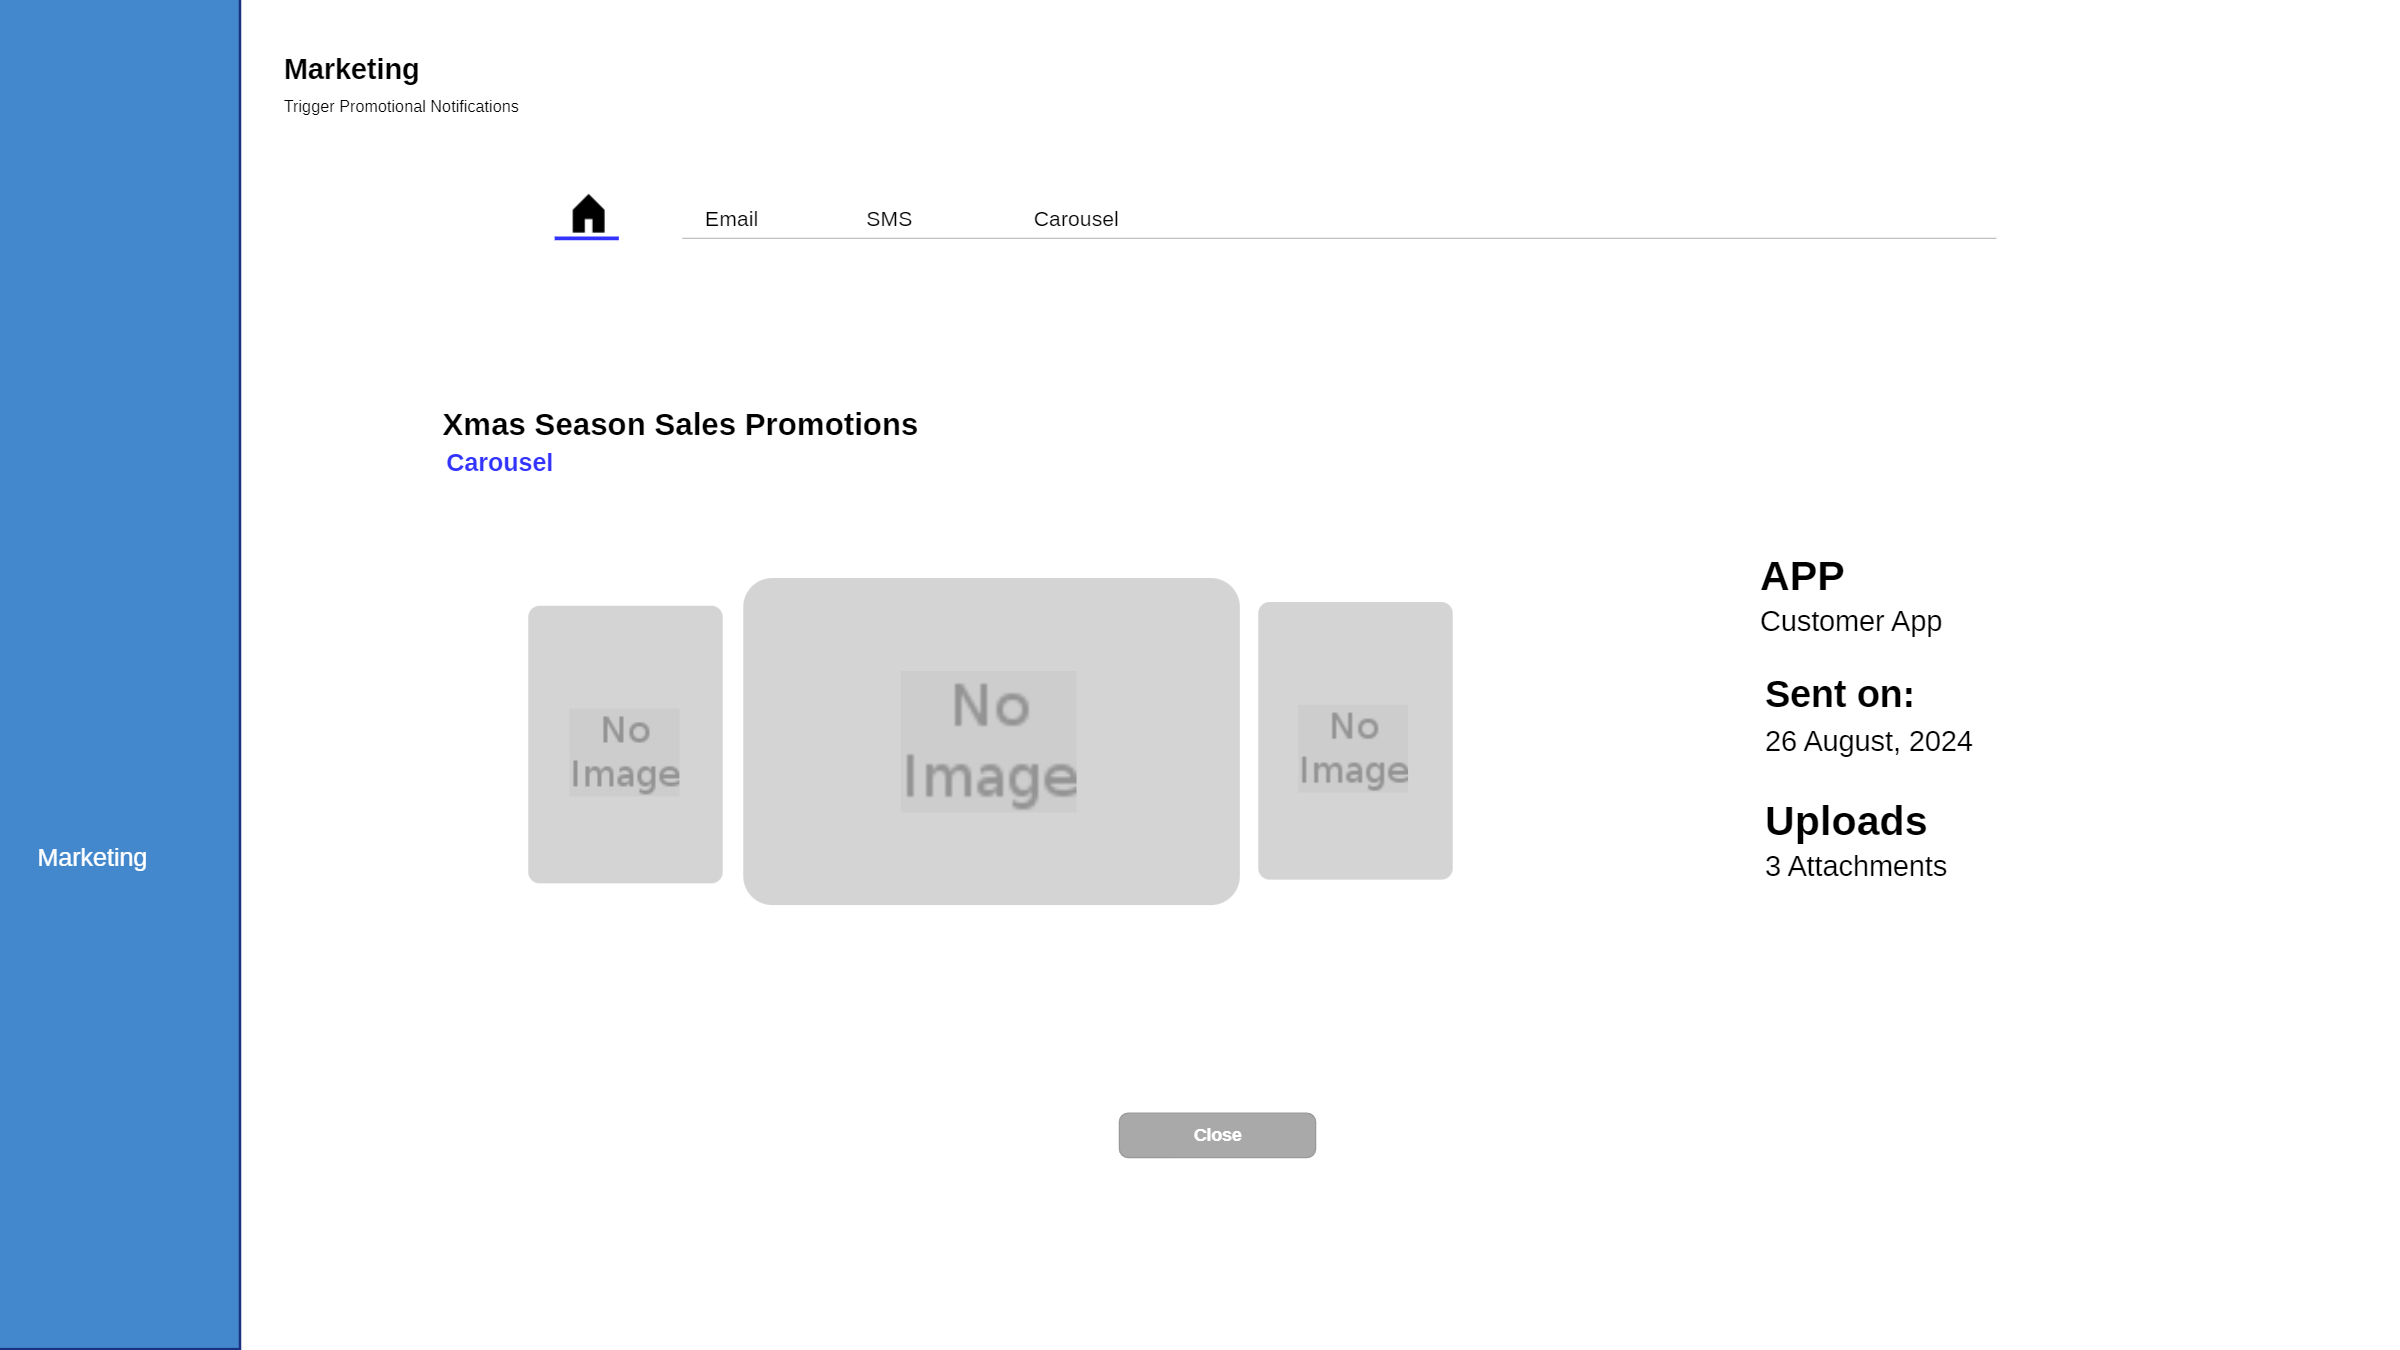 Marketing
Trigger Promotional Notifications
Email
SMS
Carousel
Xmas Season Sales Promotions
Carousel
No
Image
No
Image
No
Image
APP
Customer App
Sent on:
26 August, 2024
Uploads
3 Attachments
Marketing
Close